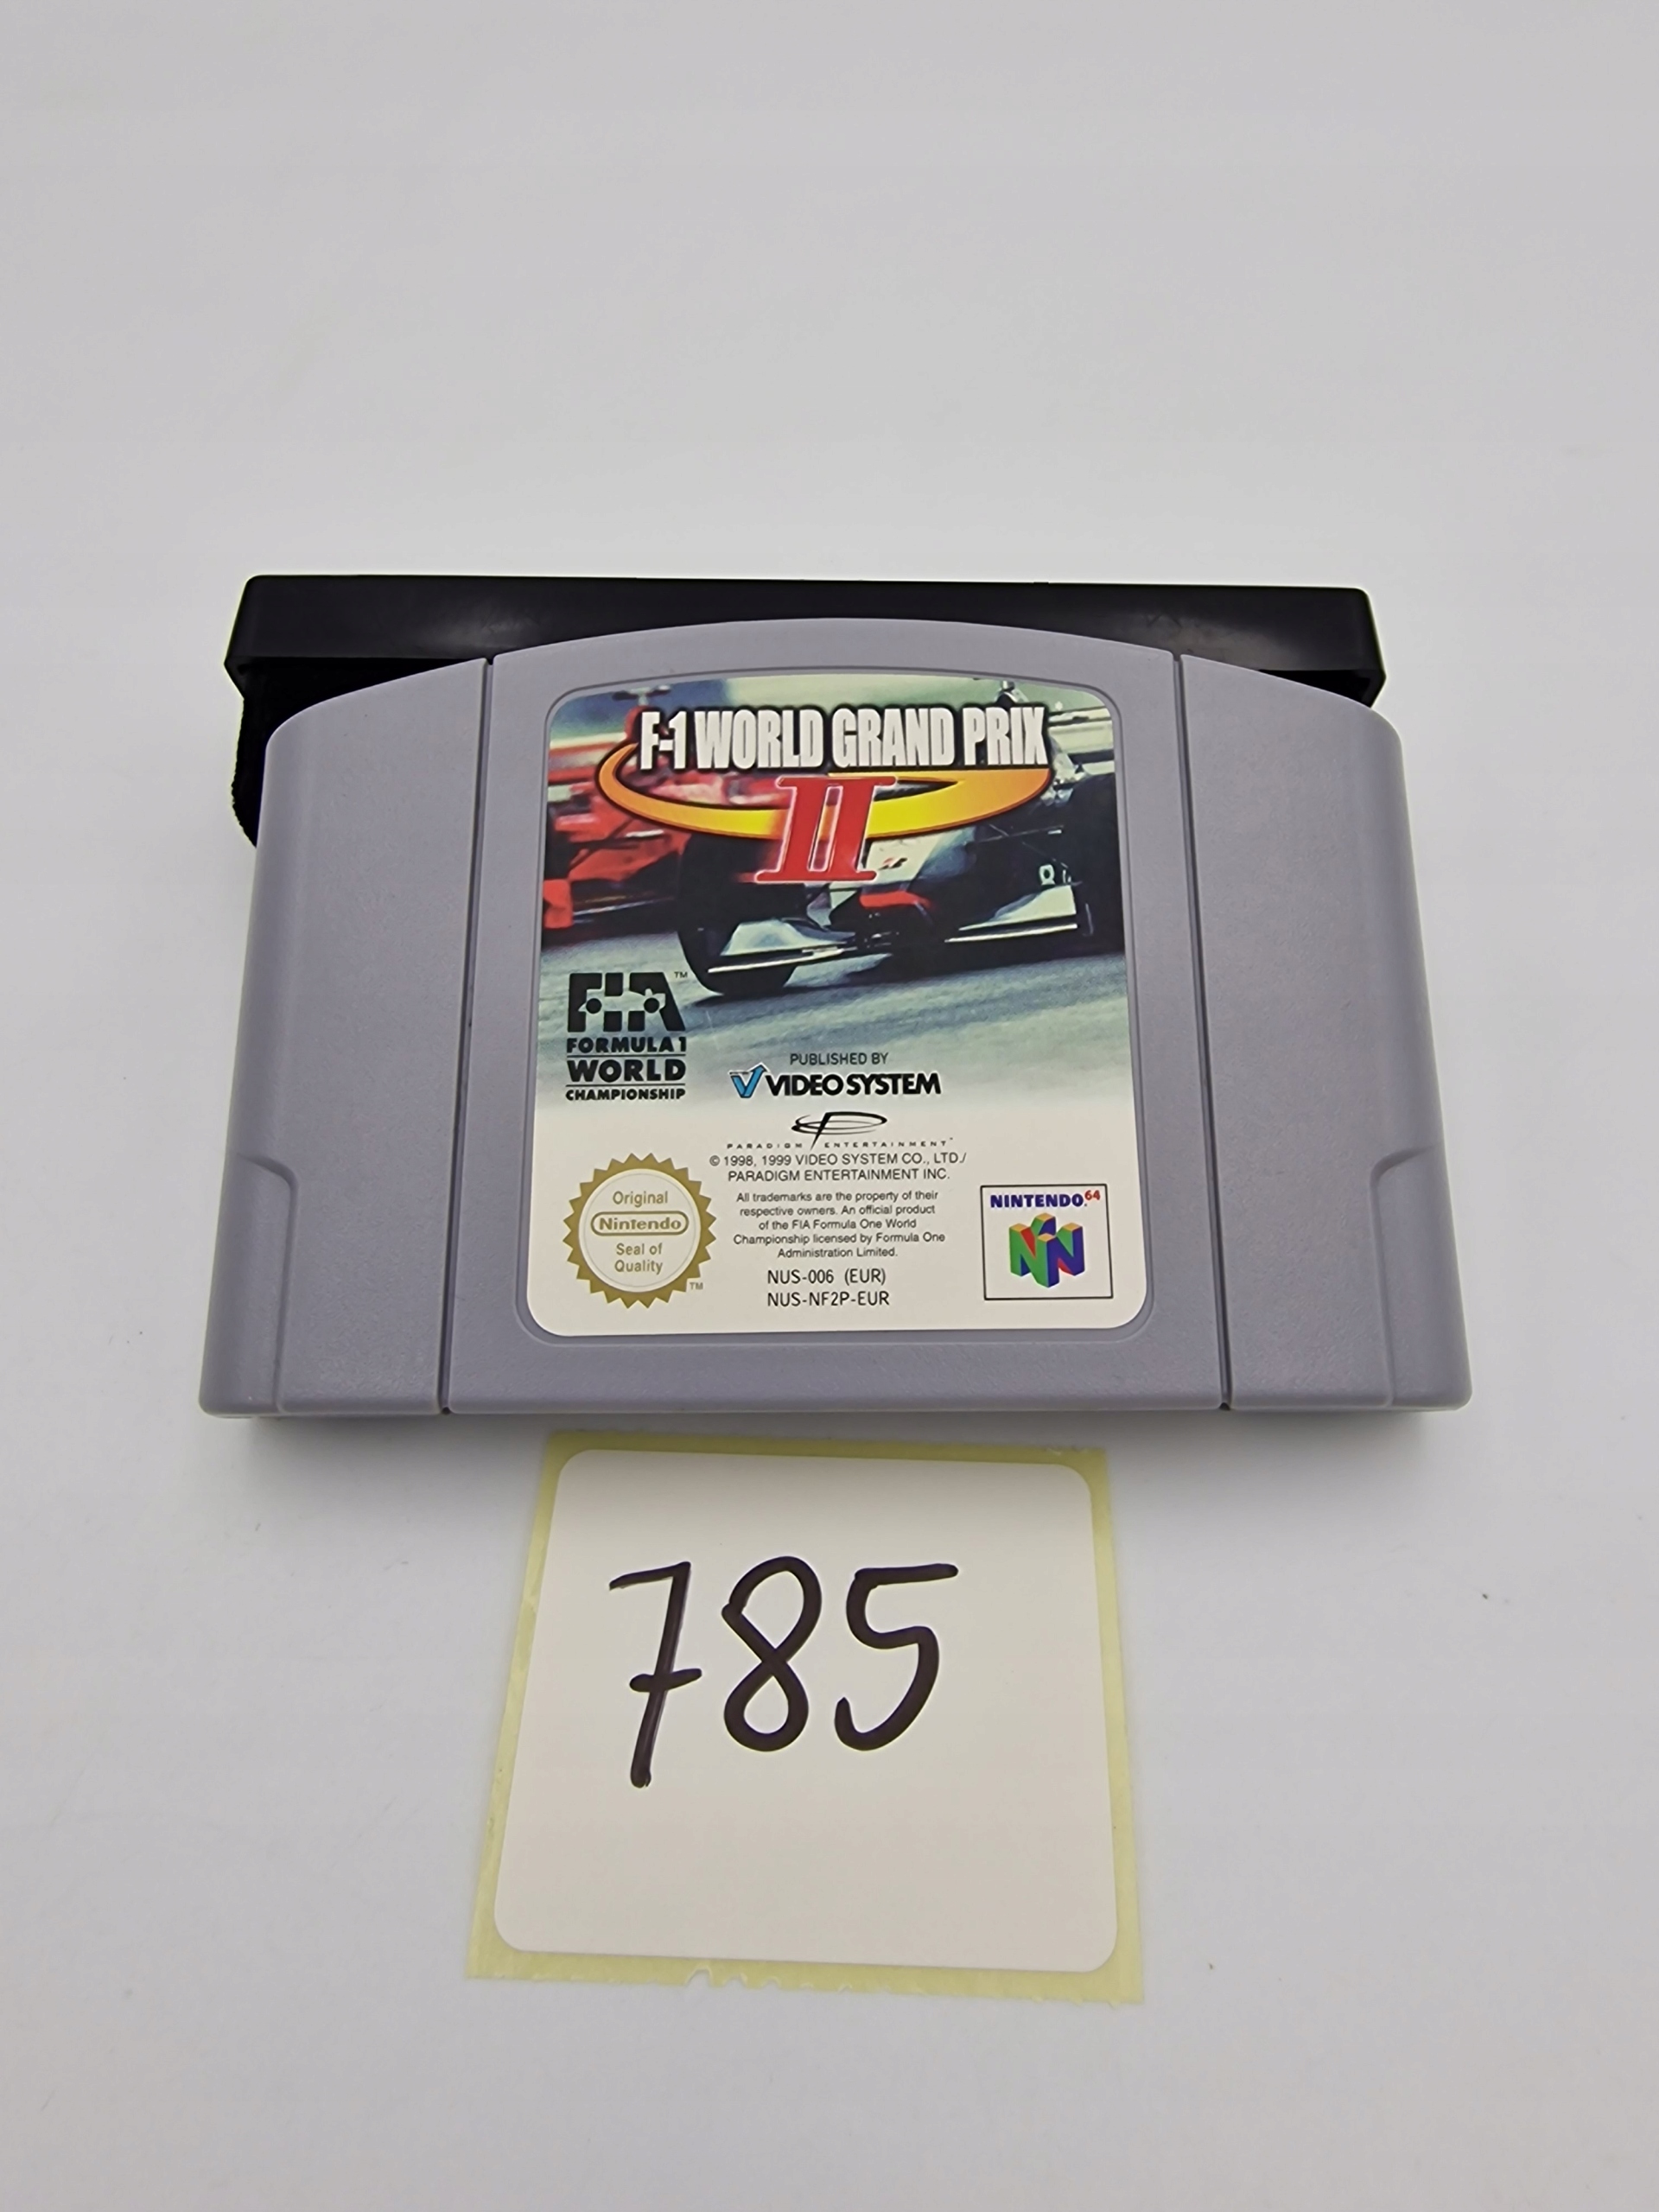 F-1 WORLD GRAND PRIX
II
FIA™
FORMULA 1
WORLD
CHAMPIONSHIP
PUBLISHED BY
VIDEO SYSTEM
PARADIGM ENTERTAINMENT™
© 1998, 1999 VIDEO SYSTEM CO., LTD./
PARADIGM ENTERTAINMENT INC.
All trademarks are the property of their
respective owners. An official product
of the FIA Formula One World
Championship licensed by Formula One
Administration Limited.
NUS-006 (EUR)
NUS-NF2P-EUR
Original
Nintendo
Seal of
Quality
™
NINTENDO64
785